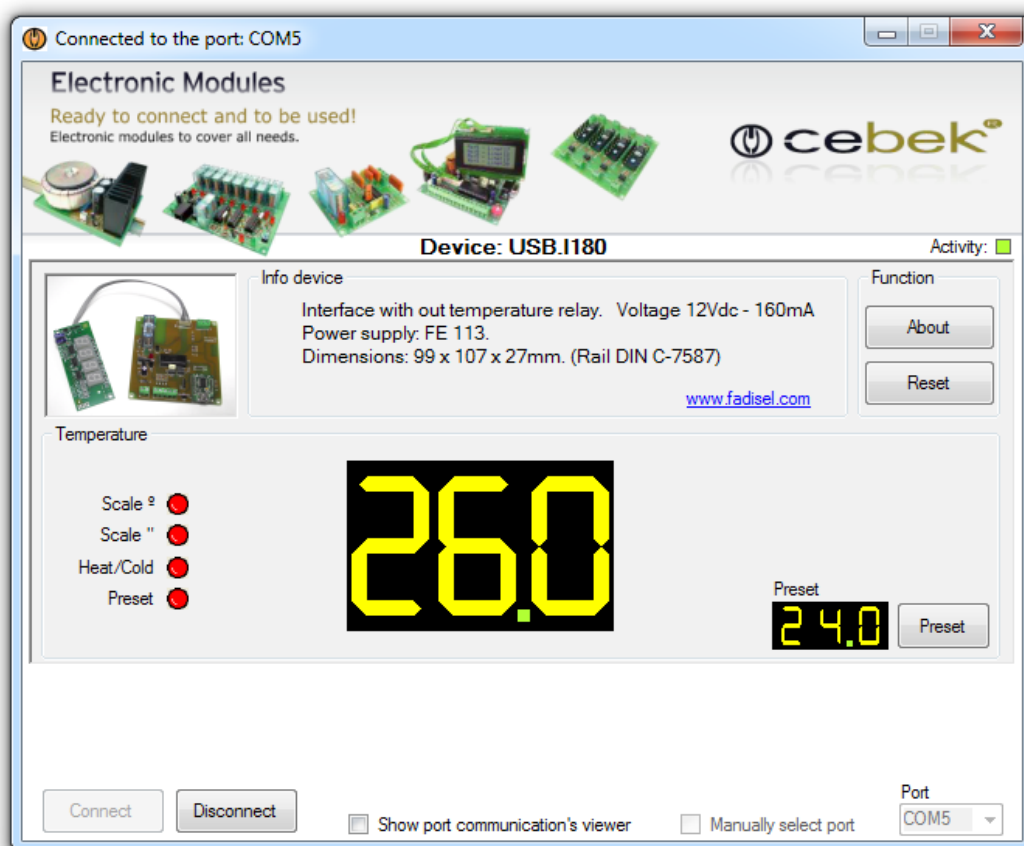 Connected to the port: COM5
Electronic Modules
Ready to connect and to be used!
Electronic modules to cover all needs.
cebek
Device: USB.I180
Activity:
Info device
Interface with out temperature relay. Voltage 12Vdc - 160mA
Power supply: FE 113.
Dimensions: 99 x 107 x 27mm. (Rail DIN C-7587)
www.fadisel.com
Function
About
Reset
Temperature
Scale º
Scale "
Heat/Cold
Preset
26.0
Preset
24.0
Preset
Connect
Disconnect
Show port communication's viewer
Manually select port
Port
COM5